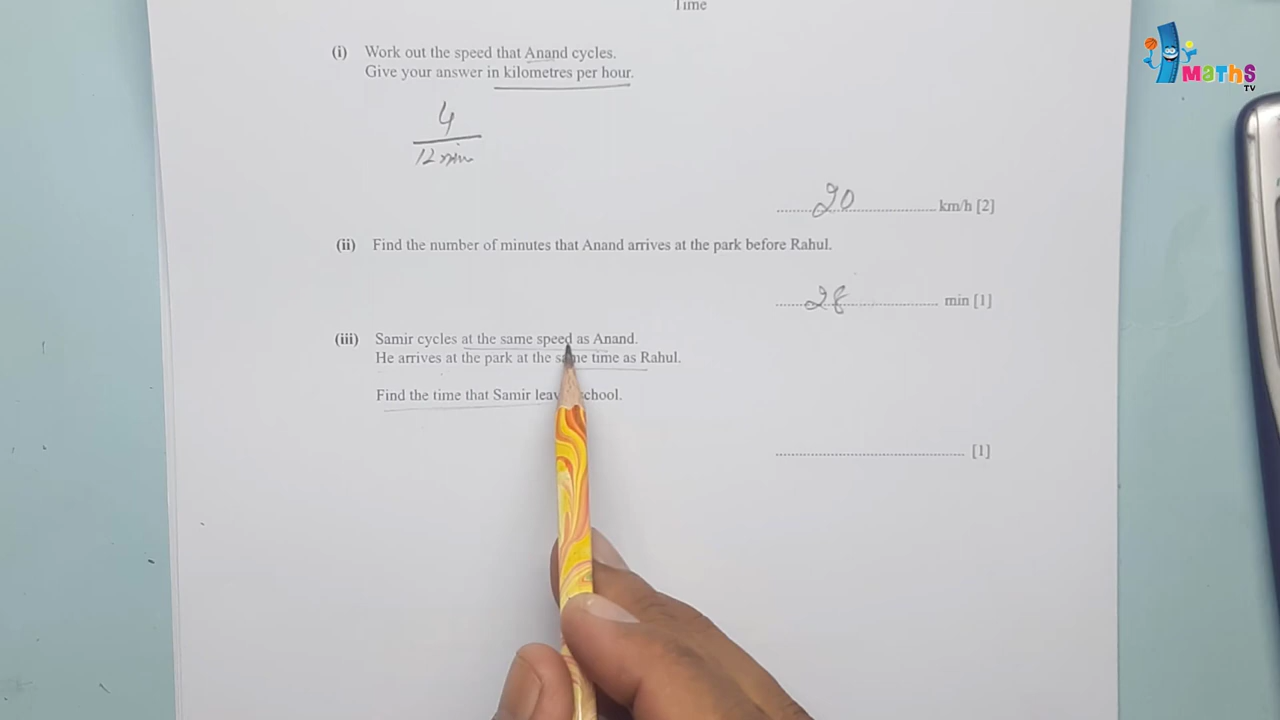 Time
(i) Work out the speed that Anand cycles.
Give your answer in kilometres per hour.
4
12 min
20 km/h [2]
(ii) Find the number of minutes that Anand arrives at the park before Rahul.
28 min [1]
(iii) Samir cycles at the same speed as Anand.
He arrives at the park at the same time as Rahul.
Find the time that Samir school.
[1]
MaThS
TV